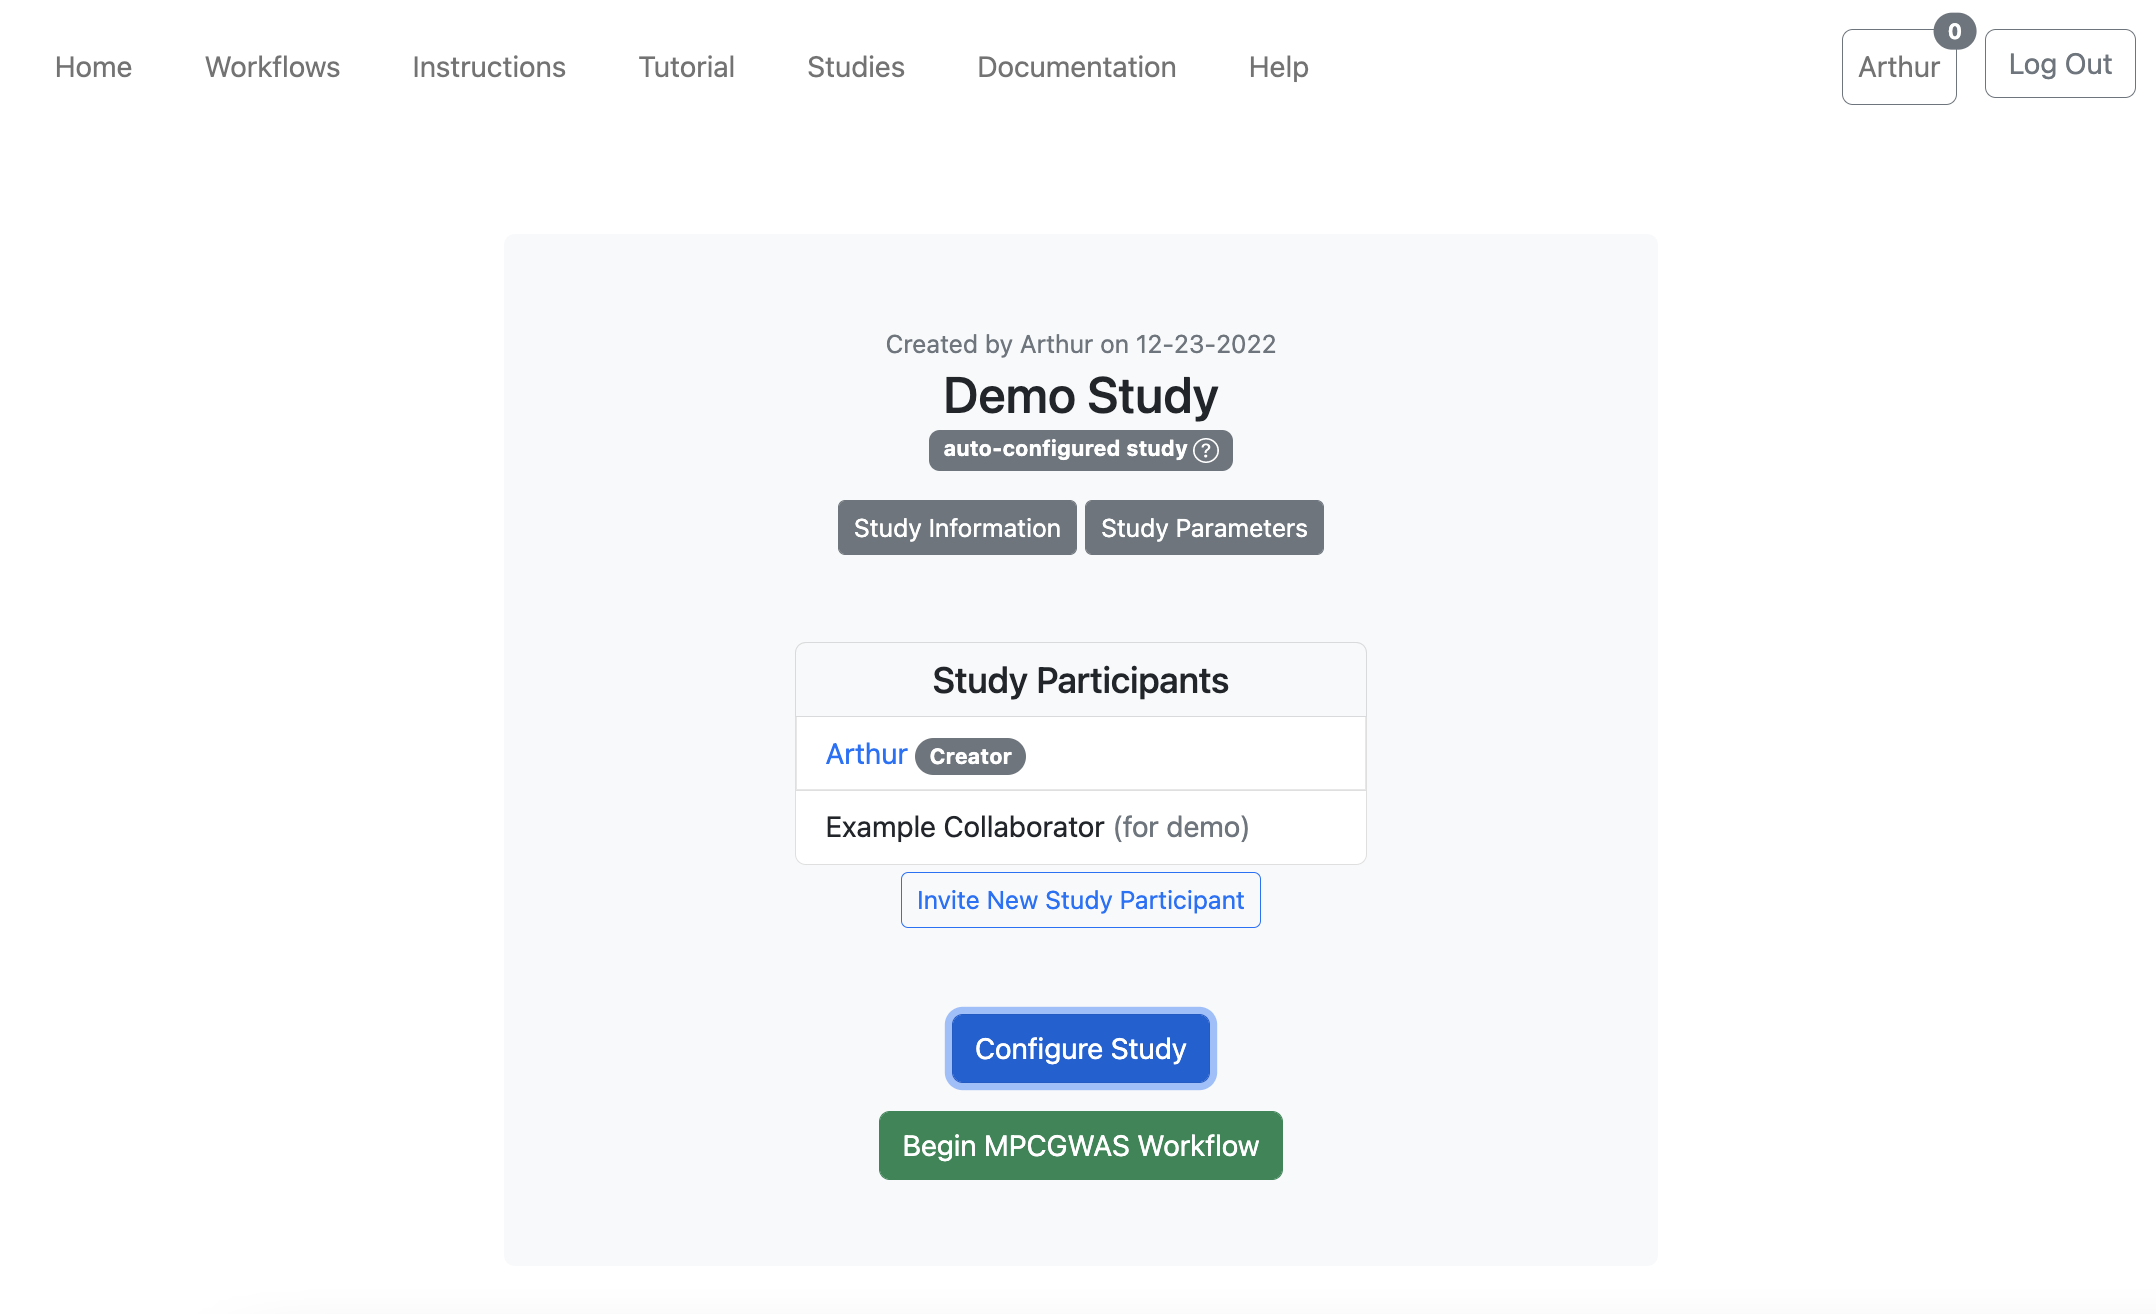 Home Workflows Instructions Tutorial Studies Documentation Help Arthur 0 Log Out
Created by Arthur on 12-23-2022
Demo Study
auto-configured study ?
Study Information Study Parameters
Study Participants
Arthur Creator
Example Collaborator (for demo)
Invite New Study Participant
Configure Study
Begin MPCGWAS Workflow